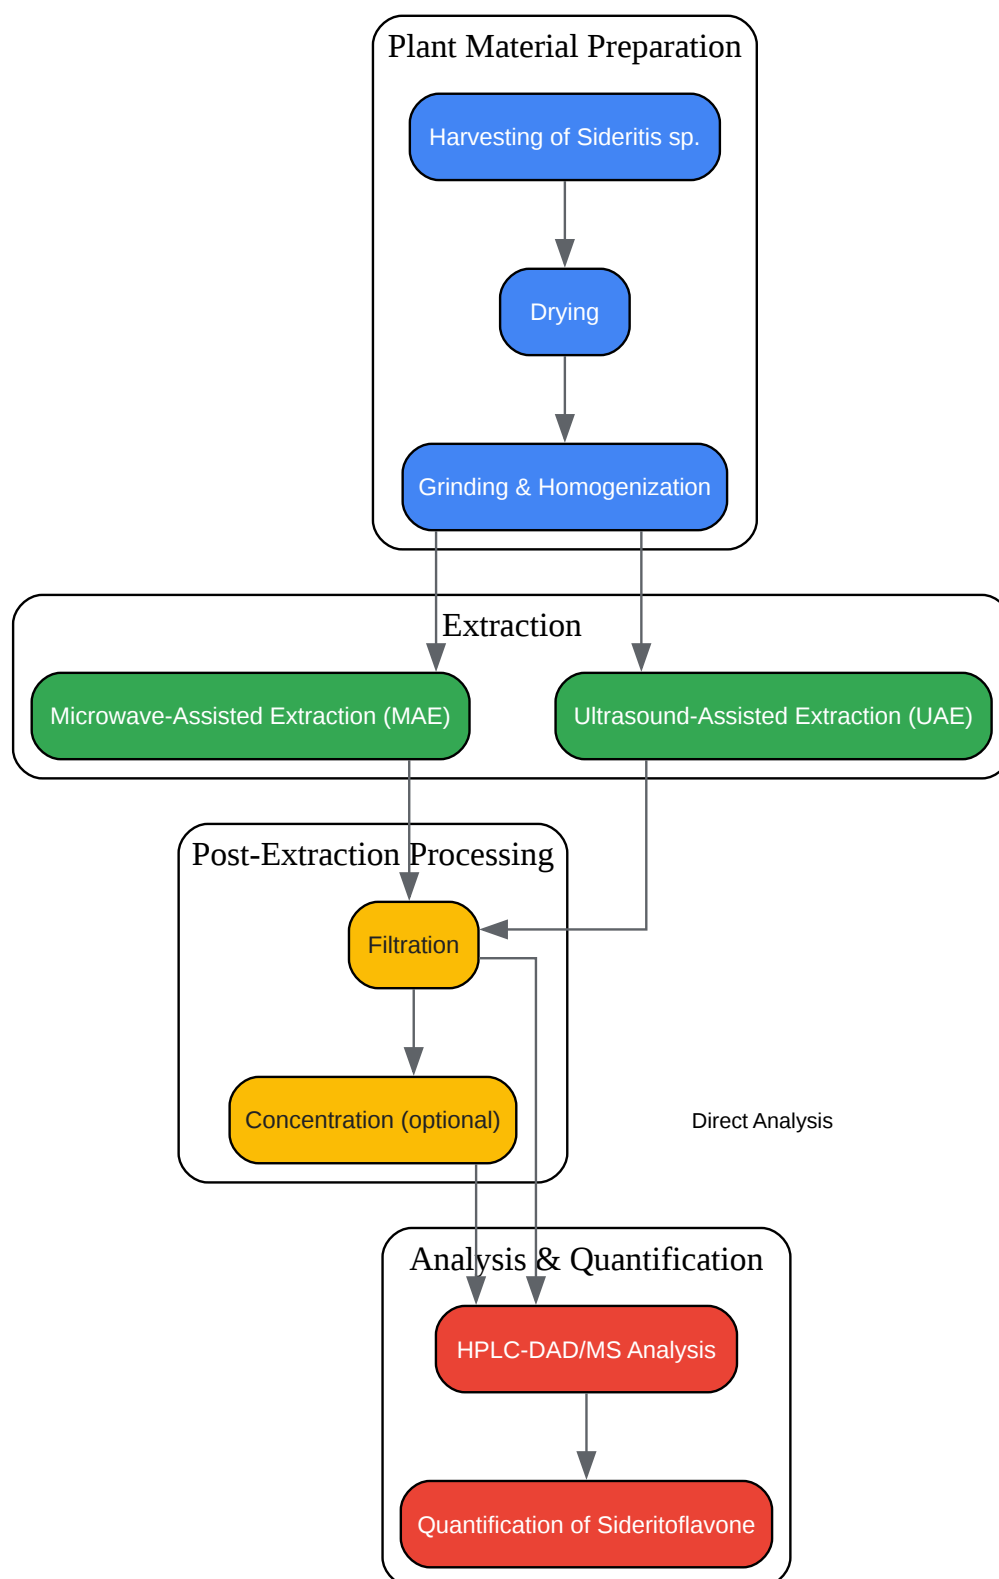 Plant Material Preparation
Harvesting of Sideritis sp.
Drying
Grinding & Homogenization
Extraction
Microwave-Assisted Extraction (MAE)
Ultrasound-Assisted Extraction (UAE)
Post-Extraction Processing
Filtration
Concentration (optional)
Direct Analysis
Analysis & Quantification
HPLC-DAD/MS Analysis
Quantification of Sideritoflavone